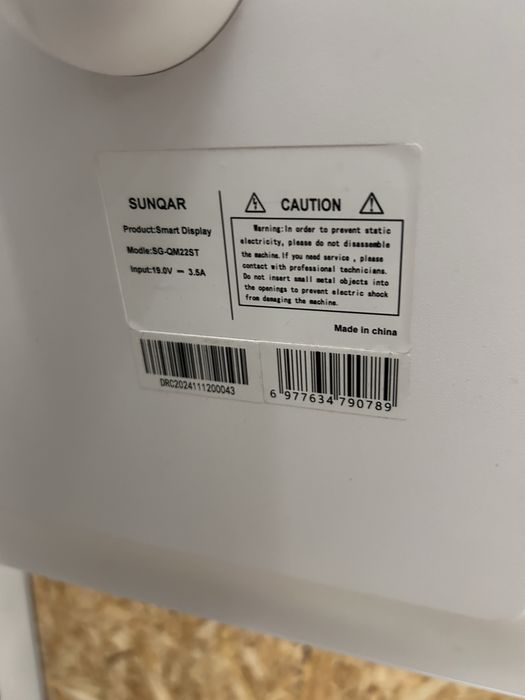 SUNQAR
Product:Smart Display
Modle:SG-QM22ST
Input:19.0V ⎓ 3.5A
CAUTION
Warning:In order to prevent static
electricity, please do not disassemble
the machine. If you need service , please
contact with professional technicians.
Do not insert small metal objects into
the openings to prevent electric shock
from damaging the machine.
Made in china
DRC2024111200043
6 977634 790789